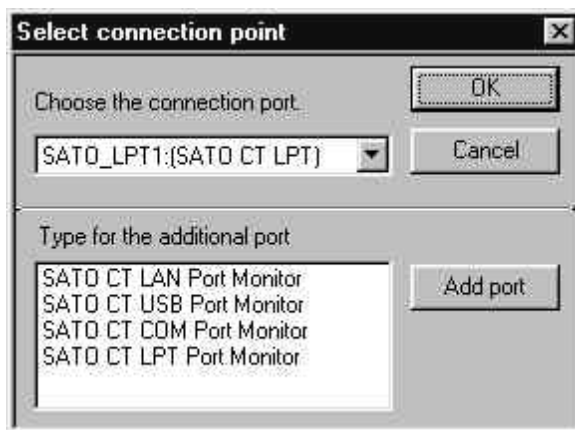 Select connection point
Choose the connection port.
OK
SATO_LPT1:(SATO CT LPT)
Cancel
Type for the additional port
SATO CT LAN Port Monitor
SATO CT USB Port Monitor
SATO CT COM Port Monitor
SATO CT LPT Port Monitor
Add port